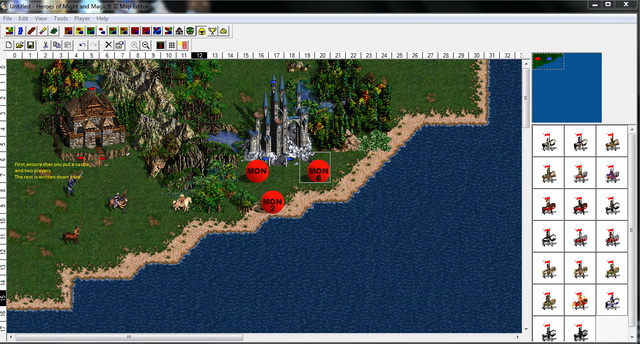 Untitled - Heroes of Might and Magic® III Map Editor
File Edit View Tools Player Help
0 1 2 3 4 5 6 7 8 9 10 11 12 13 14 15 16 17 18 19 20 21 22 23 24 25 26 27 28 29 30 31 32
First, ensure that you put a castle,
and two players.
The rest is written down here
MON
MON
8
MON
2